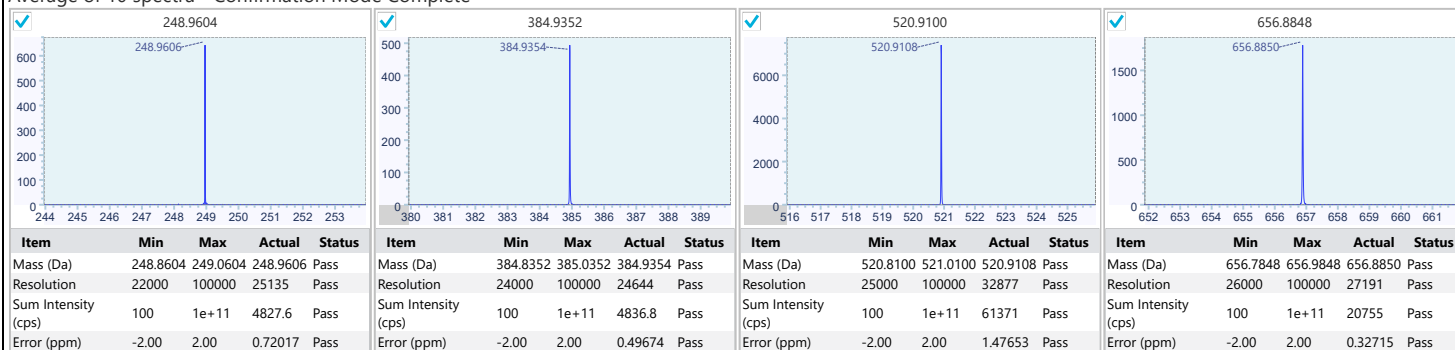 Average of 10 spectra - Confirmation Mode Complete
248.9604
248.9606
600
500
400
300
200
100
0
244 245 246 247 248 249 250 251 252 253
Item Min Max Actual Status
Mass (Da) 248.8604 249.0604 248.9606 Pass
Resolution 22000 100000 25135 Pass
Sum Intensity (cps) 100 1e+11 4827.6 Pass
Error (ppm) -2.00 2.00 0.72017 Pass
384.9352
384.9354
500
400
300
200
100
0
380 381 382 383 384 385 386 387 388 389
Item Min Max Actual Status
Mass (Da) 384.8352 385.0352 384.9354 Pass
Resolution 24000 100000 24644 Pass
Sum Intensity (cps) 100 1e+11 4836.8 Pass
Error (ppm) -2.00 2.00 0.49674 Pass
520.9100
520.9108
6000
4000
2000
0
516 517 518 519 520 521 522 523 524 525
Item Min Max Actual Status
Mass (Da) 520.8100 521.0100 520.9108 Pass
Resolution 25000 100000 32877 Pass
Sum Intensity (cps) 100 1e+11 61371 Pass
Error (ppm) -2.00 2.00 1.47653 Pass
656.8848
656.8850
1500
1000
500
0
652 653 654 655 656 657 658 659 660 661
Item Min Max Actual Status
Mass (Da) 656.7848 656.9848 656.8850 Pass
Resolution 26000 100000 27191 Pass
Sum Intensity (cps) 100 1e+11 20755 Pass
Error (ppm) -2.00 2.00 0.32715 Pass